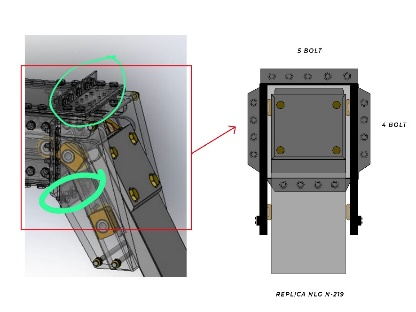 5 BOLT
4 BOLT
REPLICA NLG N-219